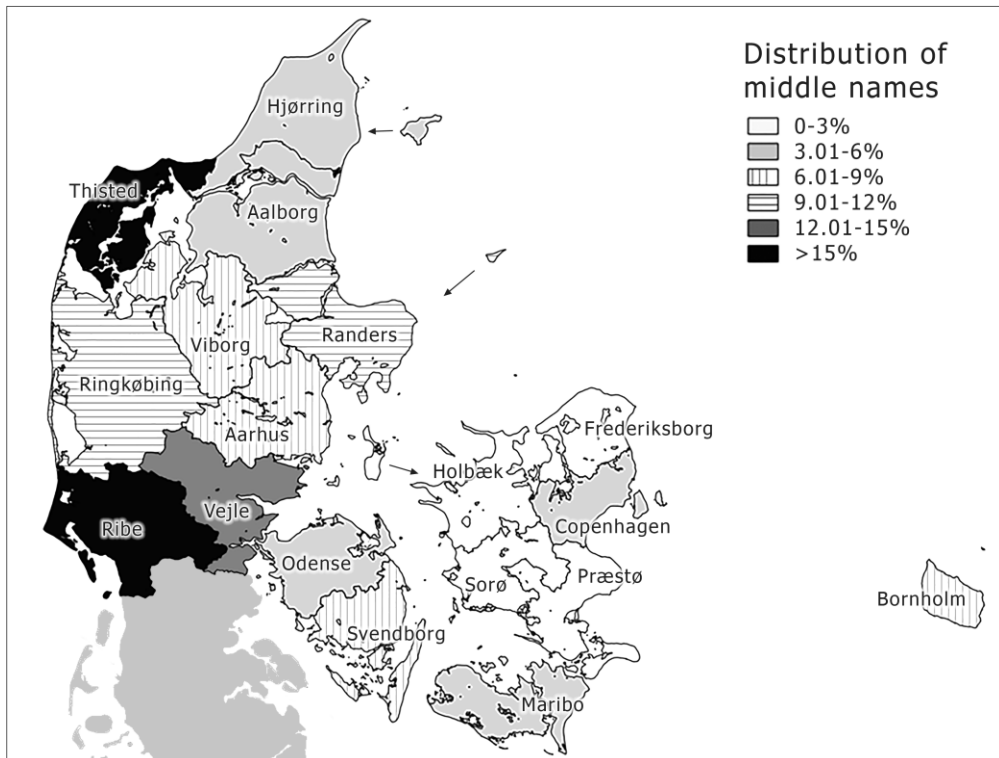 Distribution of
middle names
0-3%
3.01-6%
6.01-9%
9.01-12%
12.01-15%
>15%
Hjørring
Thisted
Aalborg
Randers
Viborg
Ringkøbing
Aarhus
Frederiksborg
Holbæk
Vejle
Ribe
Copenhagen
Odense
Sorø
Præstø
Bornholm
Svendborg
Maribo